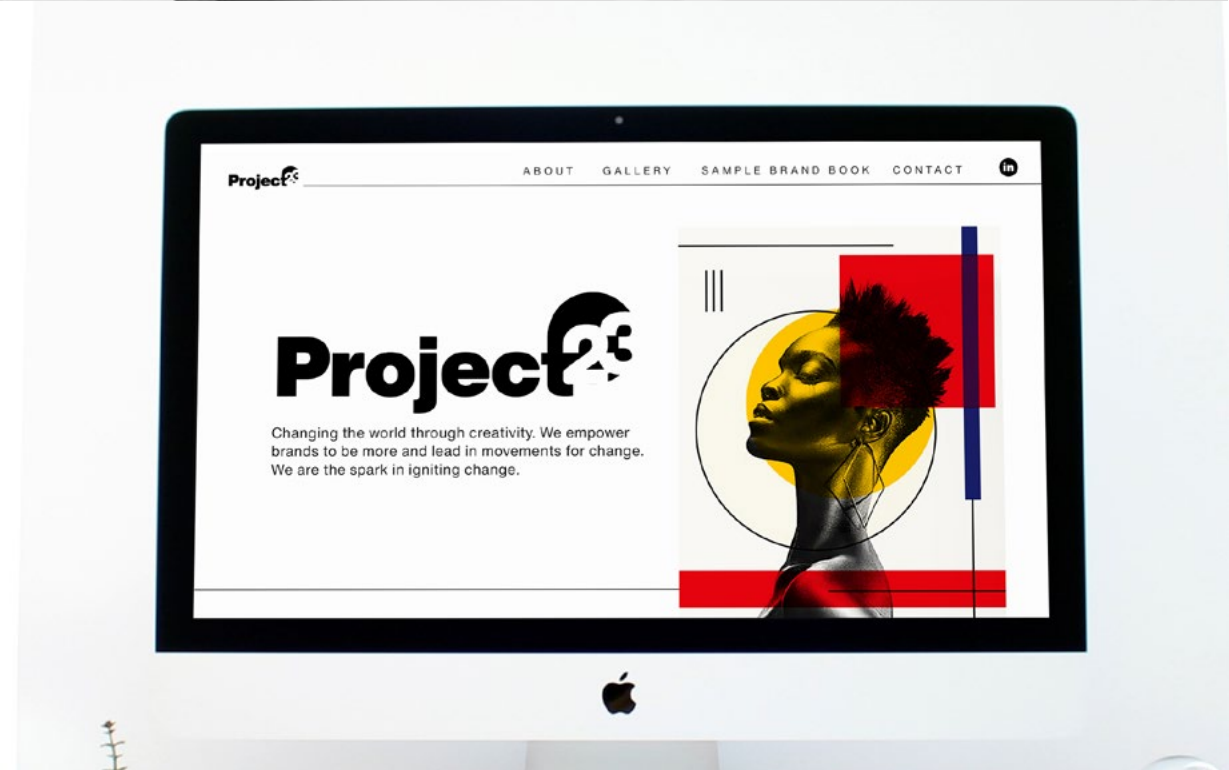 Project23
ABOUT GALLERY SAMPLE BRAND BOOK CONTACT in
Project23
Changing the world through creativity. We empower
brands to be more and lead in movements for change.
We are the spark in igniting change.